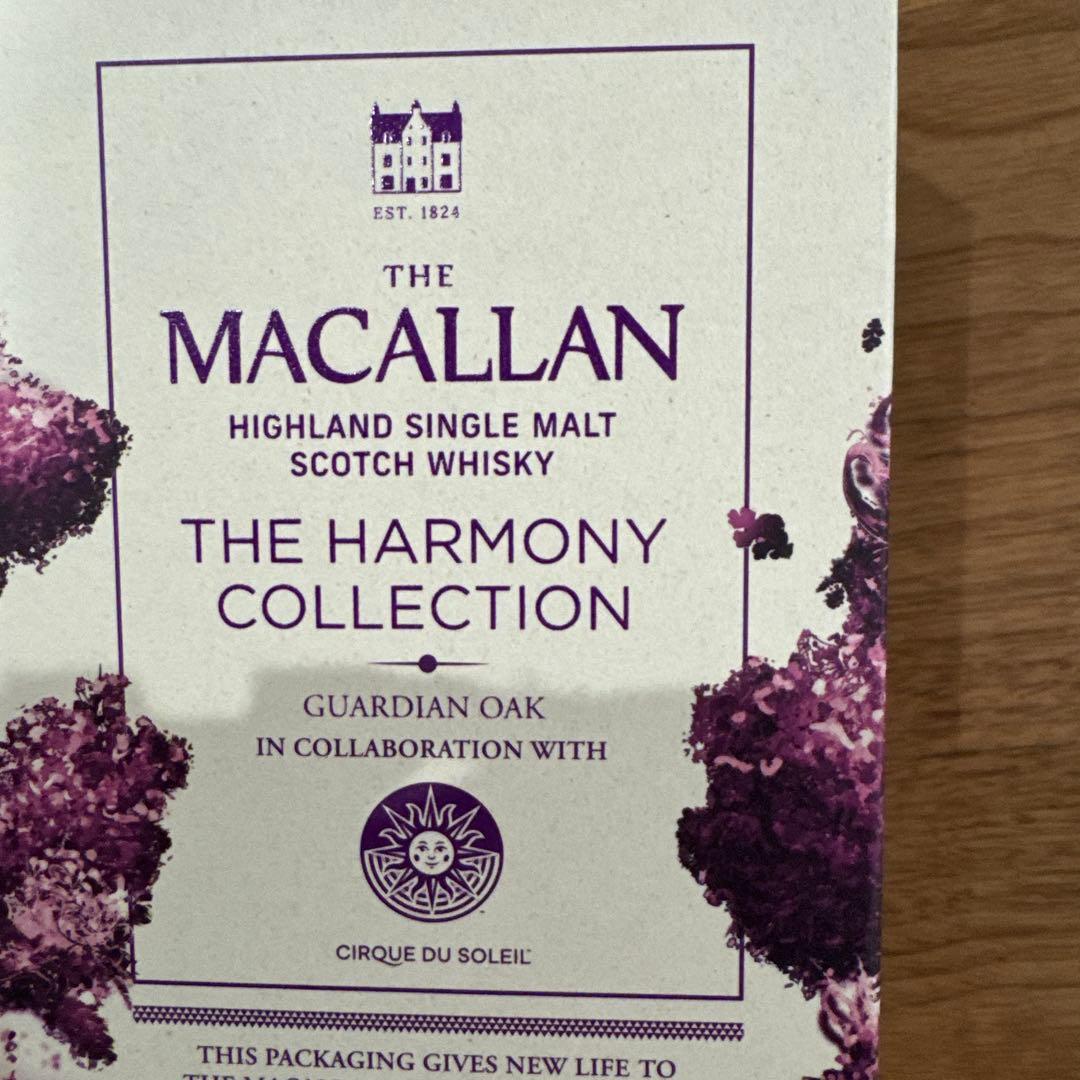 EST. 1824
THE
MACALLAN
HIGHLAND SINGLE MALT
SCOTCH WHISKY
THE HARMONY
COLLECTION
GUARDIAN OAK
IN COLLABORATION WITH
CIRQUE DU SOLEIL
THIS PACKAGING GIVES NEW LIFE TO